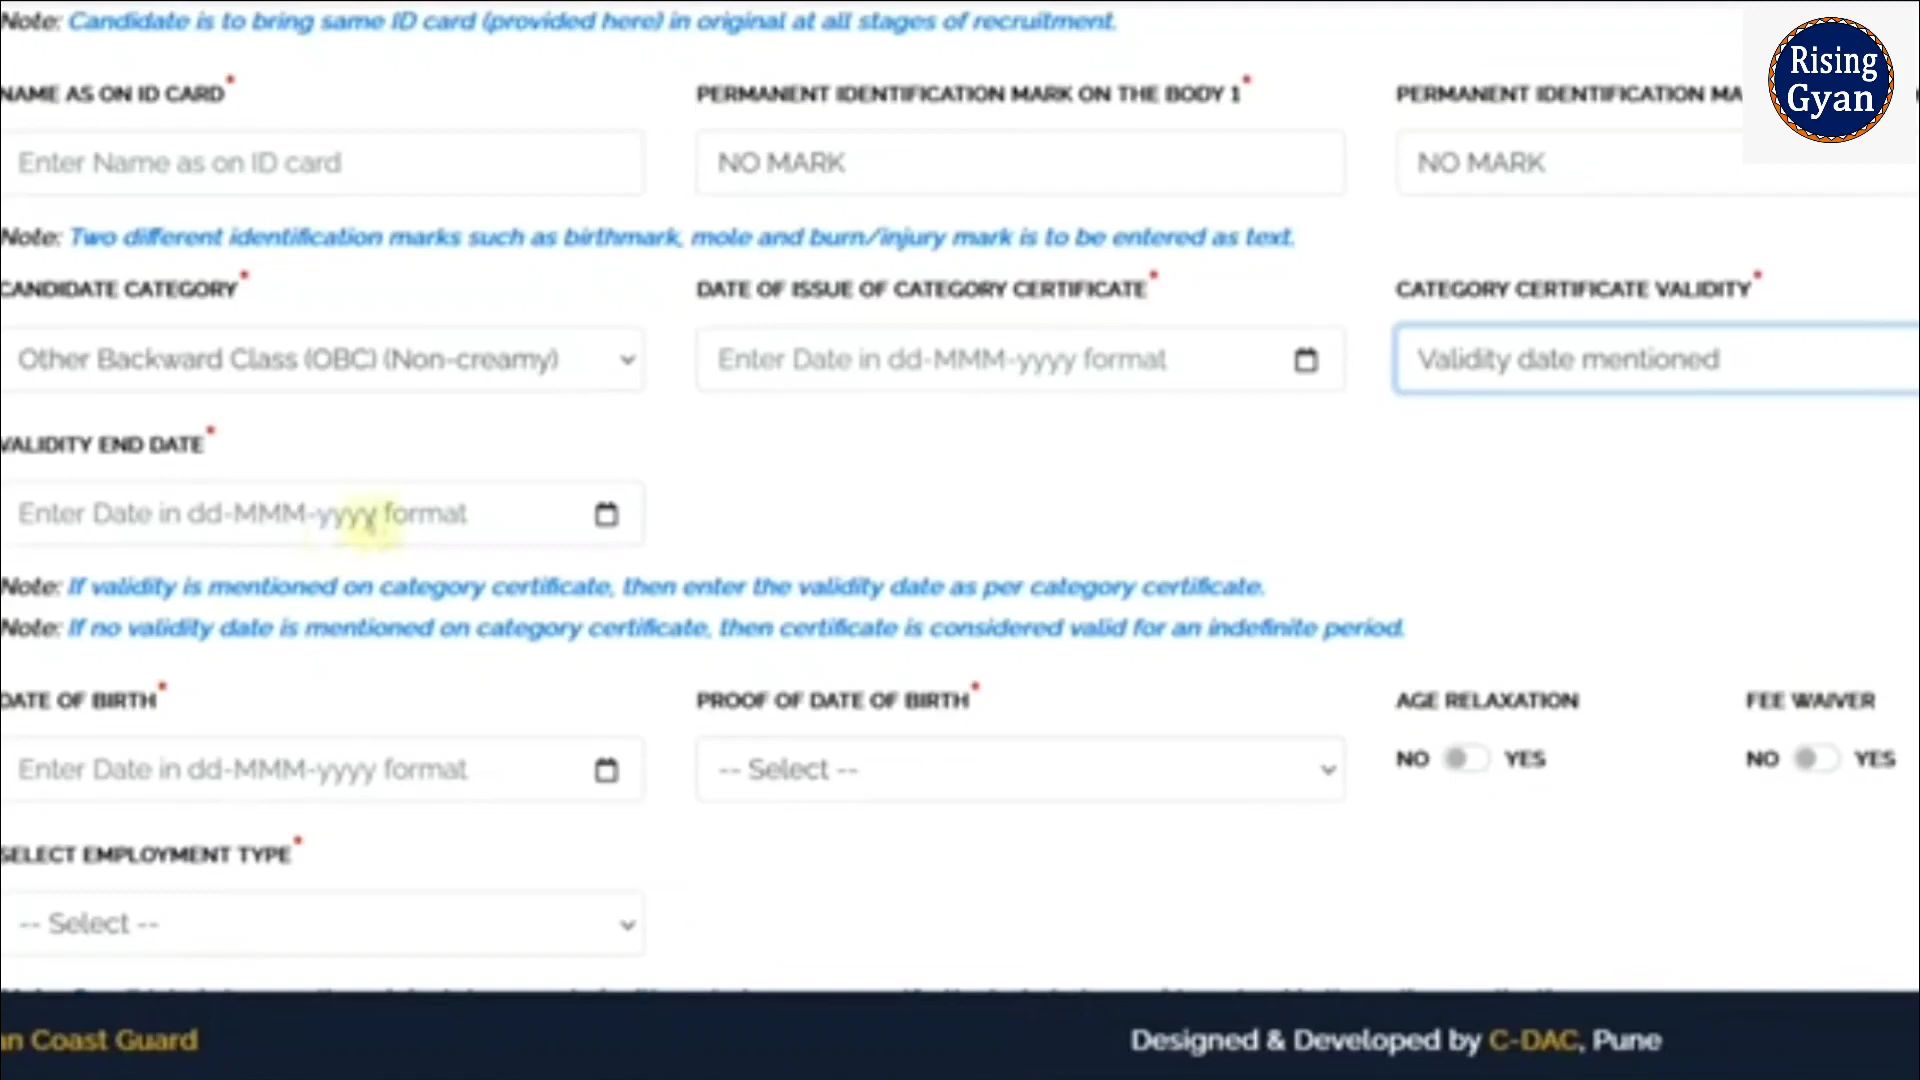 Note: Candidate is to bring same ID card (provided here) in original at all stages of recruitment.
Rising Gyan
NAME AS ON ID CARD* PERMANENT IDENTIFICATION MARK ON THE BODY 1* PERMANENT IDENTIFICATION MA
Enter Name as on ID card NO MARK NO MARK
Note: Two different identification marks such as birthmark, mole and burn/injury mark is to be entered as text.
CANDIDATE CATEGORY* DATE OF ISSUE OF CATEGORY CERTIFICATE* CATEGORY CERTIFICATE VALIDITY*
Other Backward Class (OBC) (Non-creamy) Enter Date in dd-MMM-yyyy format Validity date mentioned
VALIDITY END DATE*
Enter Date in dd-MMM-yyyy format
Note: If validity is mentioned on category certificate, then enter the validity date as per category certificate.
Note: If no validity date is mentioned on category certificate, then certificate is considered valid for an indefinite period.
DATE OF BIRTH* PROOF OF DATE OF BIRTH* AGE RELAXATION FEE WAIVER
Enter Date in dd-MMM-yyyy format -- Select -- NO YES NO YES
SELECT EMPLOYMENT TYPE*
-- Select --
an Coast Guard Designed & Developed by C-DAC, Pune